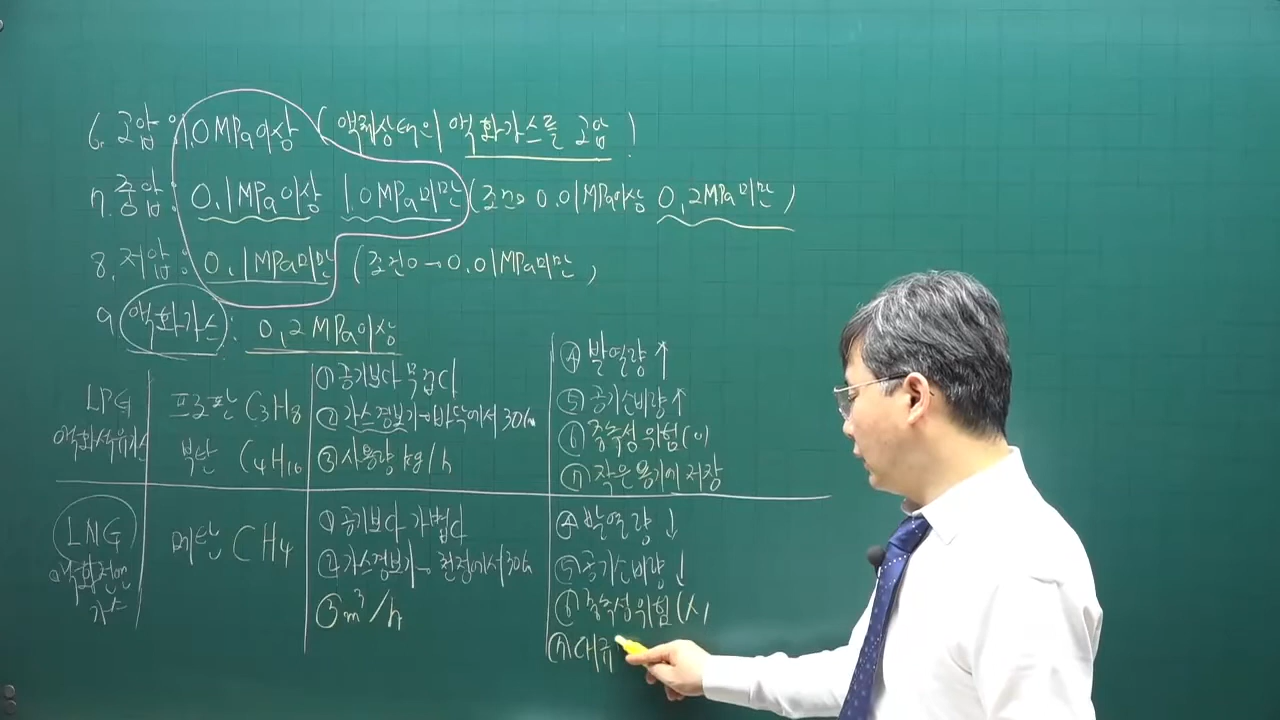 6. 고압 : 1.0MPa이상 (액체상태의 액화가스를 고압)
7. 중압 : 0.1MPa이상 1.0MPa미만 (조건 0.01MPa이상 0.2MPa미만)
8. 저압 : 0.1MPa미만 (조건 0.01MPa미만)
9 액화가스 : 0.2MPa이상
LPG
액화석유가스
프로판 C3H8
부탄 C4H10
① 공기보다 무겁다
② 가스경보기→바닥에서 30㎝
③ 사용량 kg/h
④ 발열량 ↑
⑤ 공기소비량 ↑
⑥ 중독성 위험(이)
⑦ 작은 용기에 저장
LNG
액화천연
가스
메탄 CH4
① 공기보다 가볍다
② 가스경보기→ 천정에서 30㎝
③ m³/h
④ 발열량 ↓
⑤ 공기소비량 ↓
⑥ 중독성 위험(시)
⑦ 대규